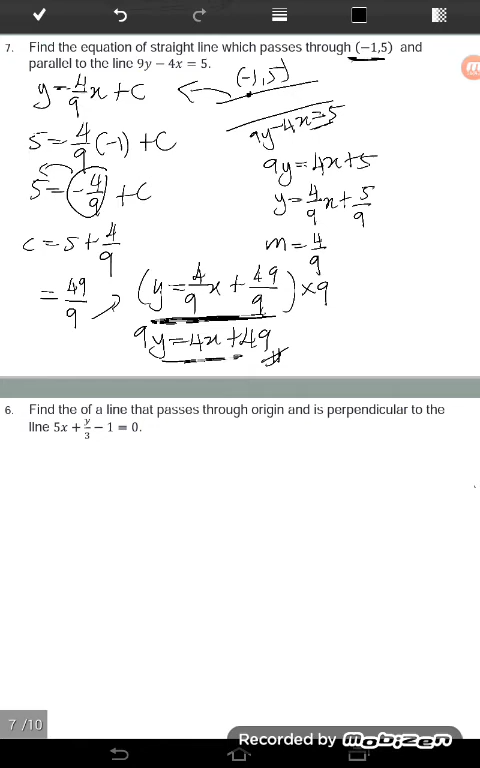 7. Find the equation of straight line which passes through (−1,5) and
parallel to the line 9y − 4x = 5.
y = 4/9 x + C
(-1,5)
5 = 4/9 (-1) + C
9y-4x=5
9y=4x+5
5 = (-4/9) + C
y = 4/9 x + 5/9
c = 5 + 4/9
m = 4/9
= 49/9
(y = 4/9 x + 49/9) × 9
9y = 4x + 49 #
6. Find the of a line that passes through origin and is perpendicular to the
line 5x + y/3 − 1 = 0.
7 /10
Recorded by mobizen